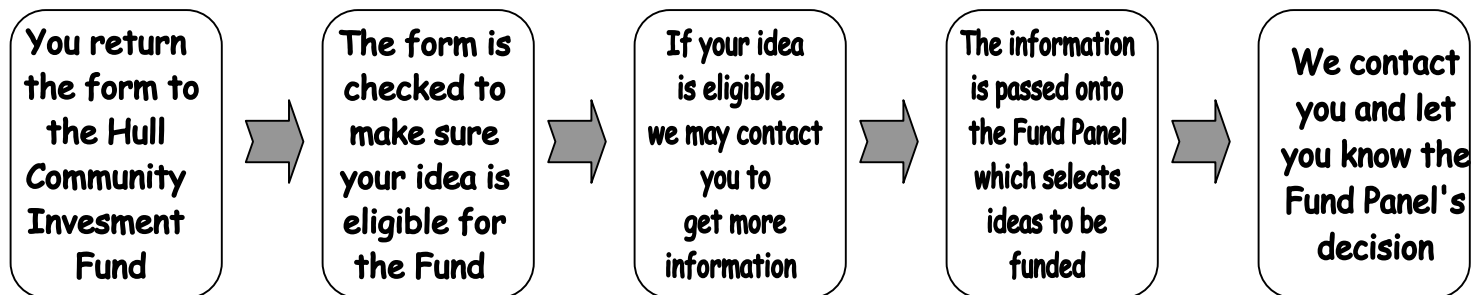 You return
the form to
the Hull
Community
Invesment
Fund
The form is
checked to
make sure
your idea is
eligible for
the Fund
If your idea
is eligible
we may contact
you to
get more
information
The information
is passed onto
the Fund Panel
which selects
ideas to be
funded
We contact
you and let
you know the
Fund Panel's
decision